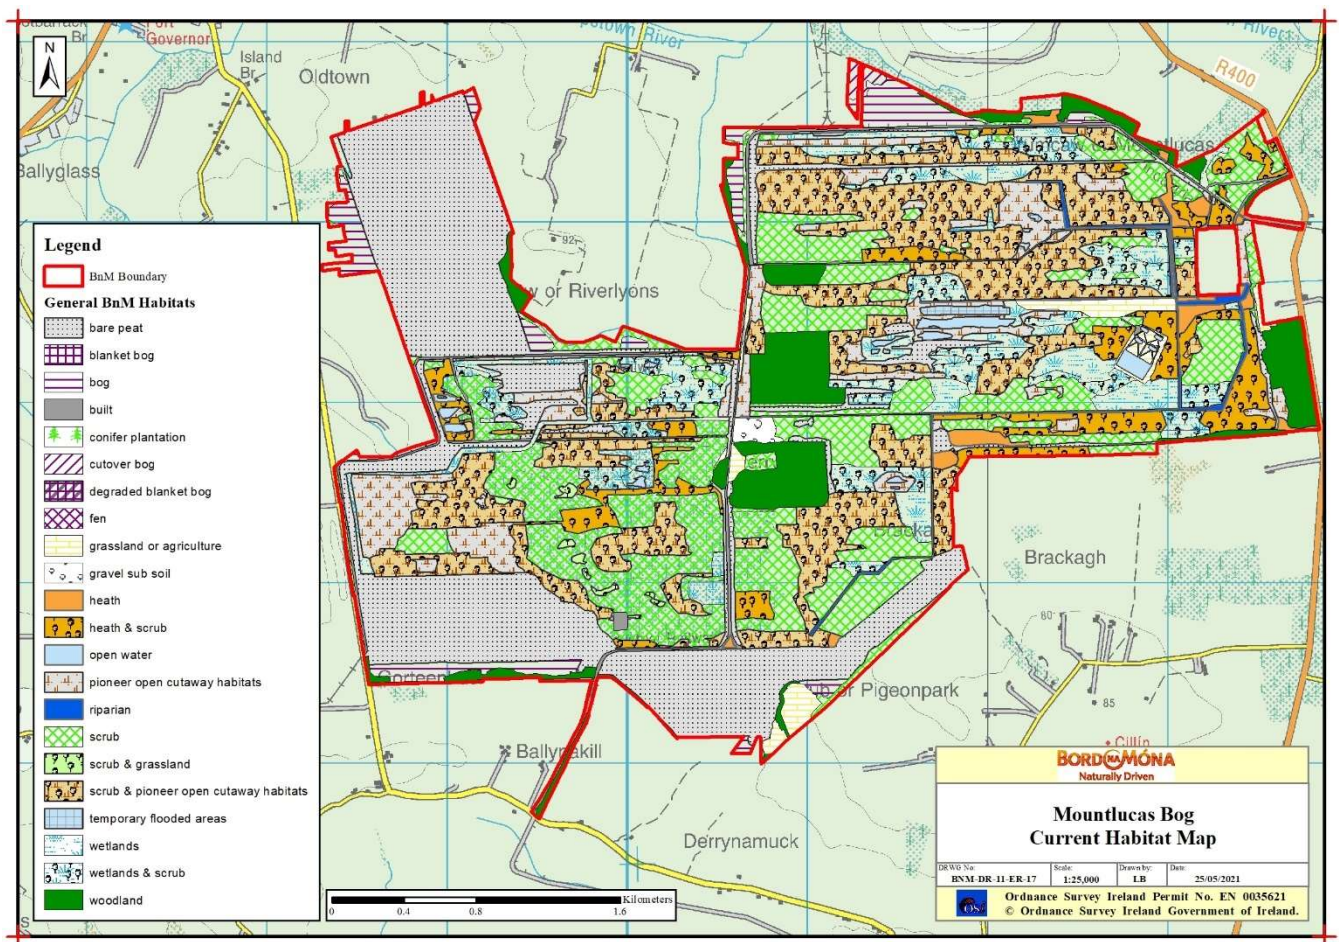 Br
Governor
Island
Br
Oldtown
River
River
R400
N
Ballyglass
92
w or Riverlyons
Mountlucas
Legend
BnM Boundary
General BnM Habitats
bare peat
blanket bog
bog
built
conifer plantation
cutover bog
degraded blanket bog
fen
grassland or agriculture
gravel sub soil
heath
heath & scrub
open water
pioneer open cutaway habitats
riparian
scrub
scrub & grassland
scrub & pioneer open cutaway habitats
temporary flooded areas
wetlands
wetlands & scrub
woodland
Brackagh
80
85
or Pigeonpark
Cillín
Ballynakill
Derrynamuck
Kilometers
0 0.4 0.8 1.6
BORD NA MÓNA
Naturally Driven
Mountlucas Bog
Current Habitat Map
DRWG No: Scale: Drawn by: Date:
BNM-DR-11-ER-17 1:25,000 LB 25/05/2021
Ordnance Survey Ireland Permit No. EN 0035621
© Ordnance Survey Ireland Government of Ireland.